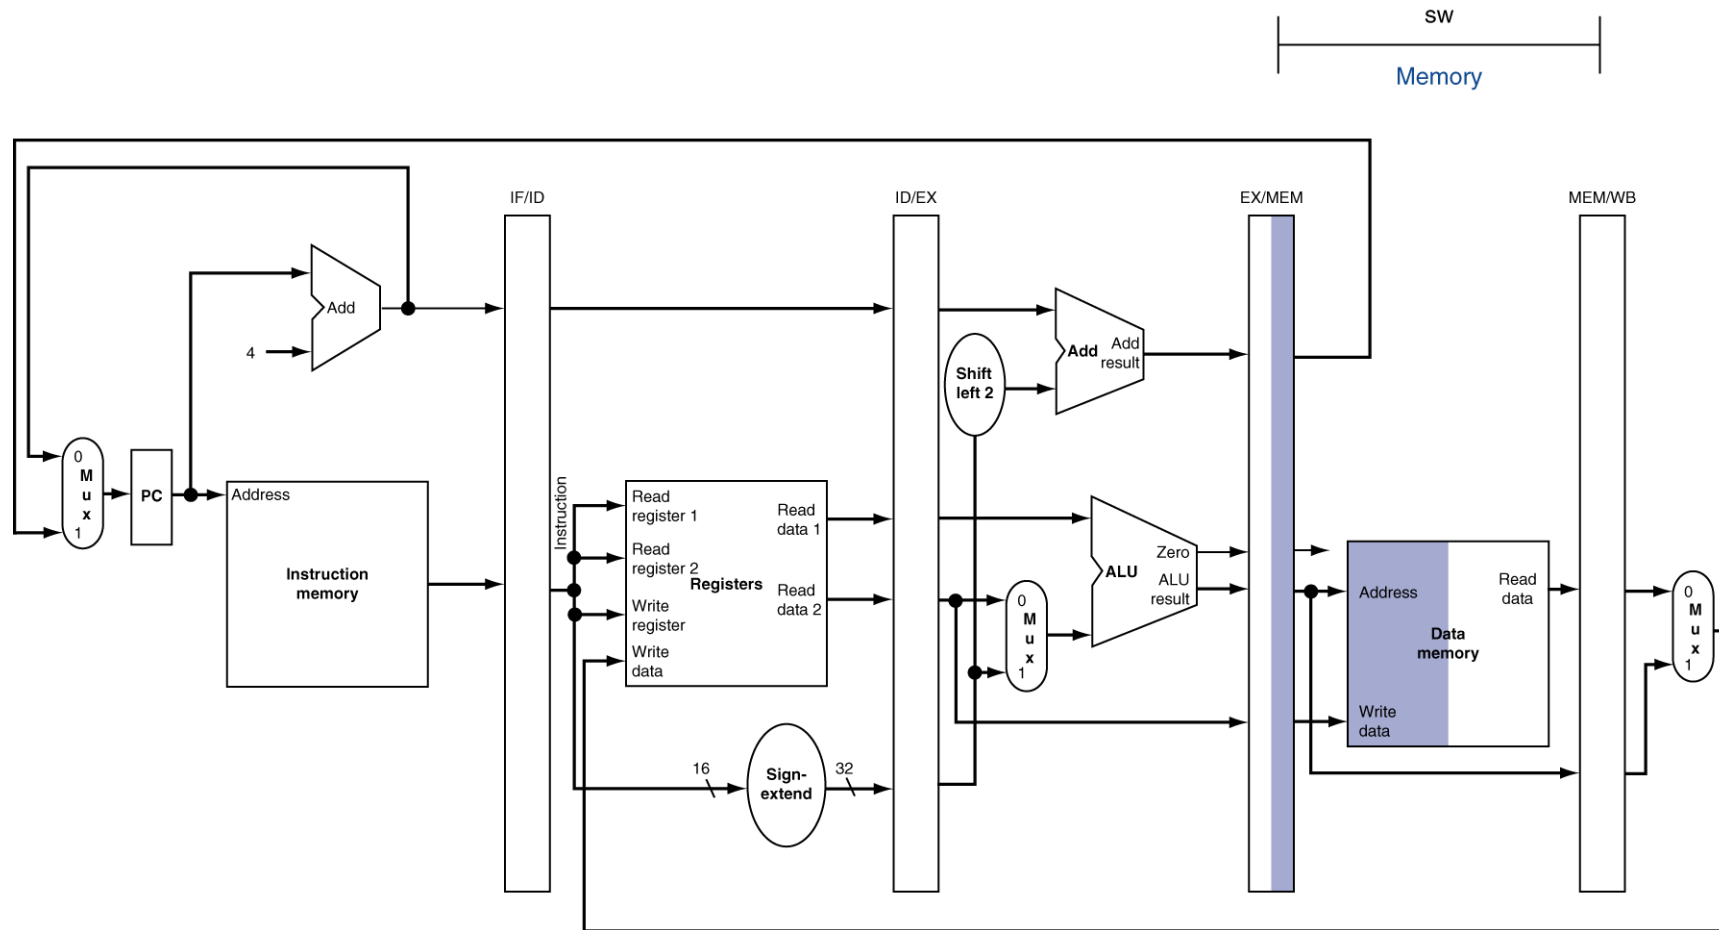 SW
Memory
IF/ID
ID/EX
EX/MEM
MEM/WB
Add
4
Add
Add
result
Shift
left 2
0
M
u
x
1
PC
Address
Instruction
memory
Instruction
Read
register 1
Read
register 2
Write
register
Write
data
Registers
Read
data 1
Read
data 2
16
Sign-
extend
32
0
M
u
x
1
Zero
ALU
ALU
result
Address
Read
data
Data
memory
Write
data
0
M
u
x
1